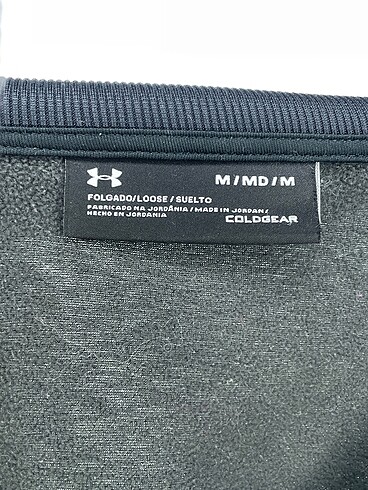 M / MD / M
FOLGADO/LOOSE / SUELTO
FABRICADO NA JORDÂNIA / MADE IN JORDAN /
HECHO EN JORDANIA
COLDGEAR